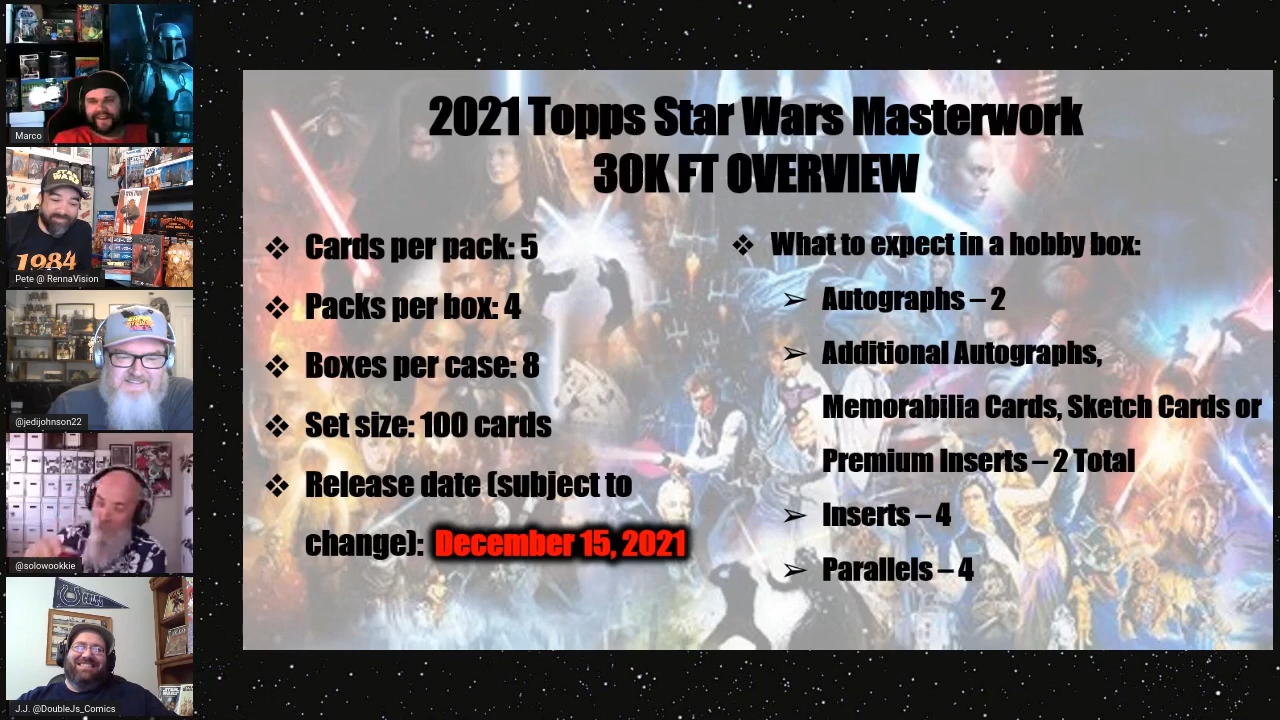 2021 Topps Star Wars Masterwork
30K FT OVERVIEW
❖ Cards per pack: 5
❖ Packs per box: 4
❖ Boxes per case: 8
❖ Set size: 100 cards
❖ Release date (subject to
change): December 15, 2021
❖ What to expect in a hobby box:
➢ Autographs – 2
➢ Additional Autographs,
Memorabilia Cards, Sketch Cards or
Premium Inserts – 2 Total
➢ Inserts – 4
➢ Parallels – 4
Marco
STAR
WARS
1984
Pete @ RennaVision
@jedijohnson22
@solowookkie
COLTS
J.J. @DoubleJs_Comics